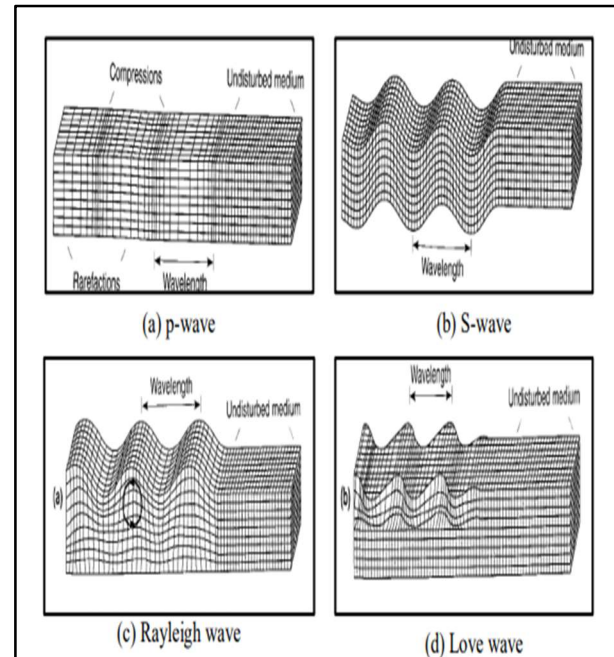 Compressions Undisturbed medium
Rarefactions Wavelength
(a) p-wave
Undisturbed medium
Wavelength
(b) S-wave
Wavelength
Undisturbed medium
(a)
(c) Rayleigh wave
Wavelength
Undisturbed medium
(b)
(d) Love wave